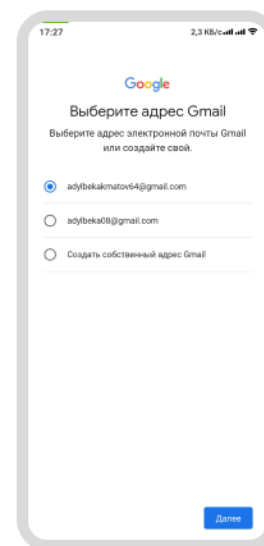 17:27 2,3 КБ/с
Google
Выберите адрес Gmail
Выберите адрес электронной почты Gmail
или создайте свой.
adylbekakmatov64@gmail.com
adylbeka08@gmail.com
Создать собственный адрес Gmail
Далее